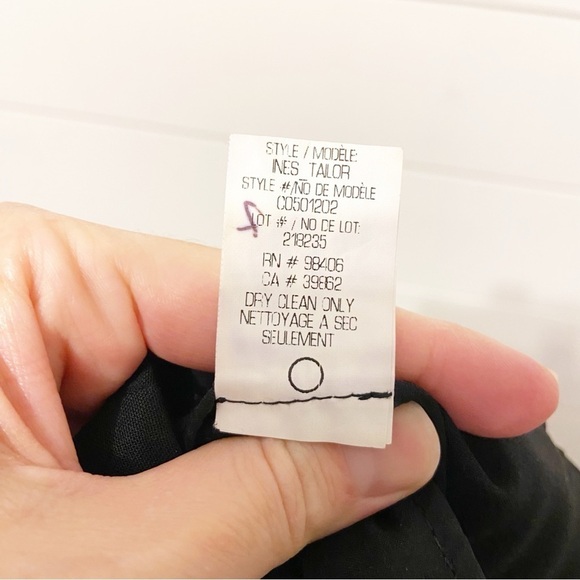 STYLE / MODÈLE:
INES_TAILOR
STYLE #/NO DE MODÈLE
C0501202
LOT # / NO DE LOT:
218235
RN # 98406
CA # 39862
DRY CLEAN ONLY
NETTOYAGE A SEC
SEULEMENT